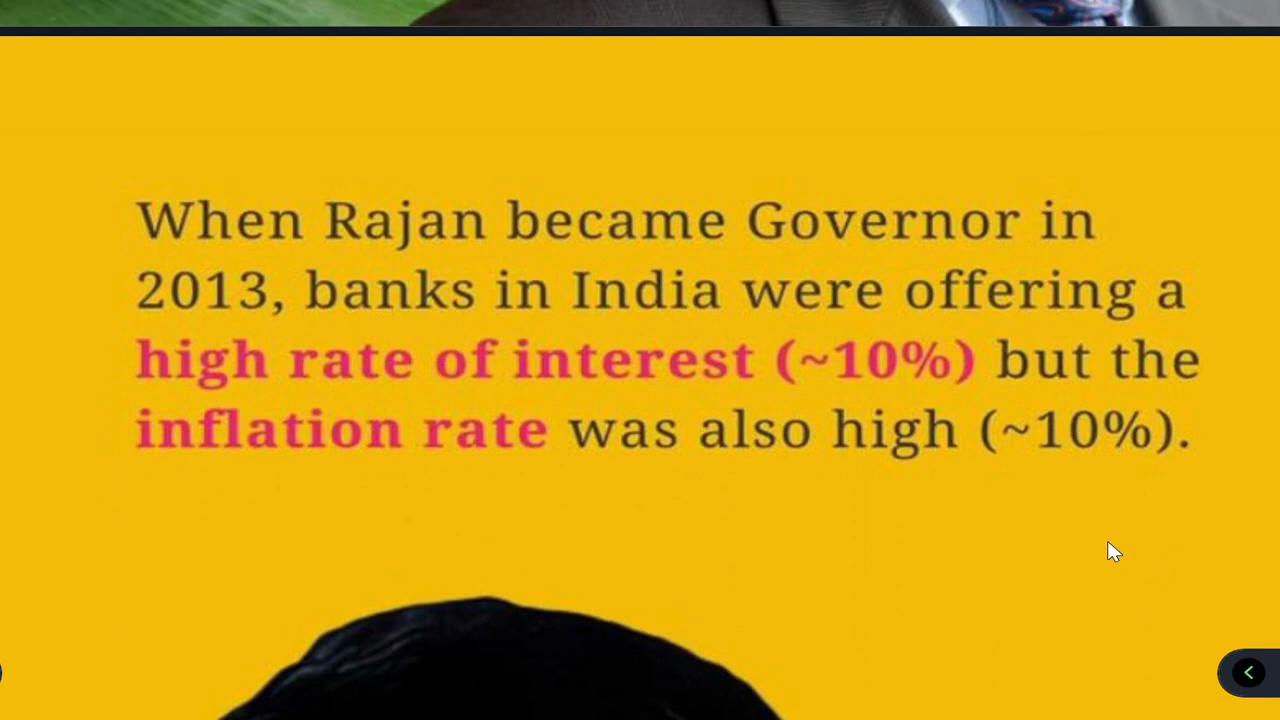 When Rajan became Governor in
2013, banks in India were offering a
high rate of interest (~10%) but the
inflation rate was also high (~10%).